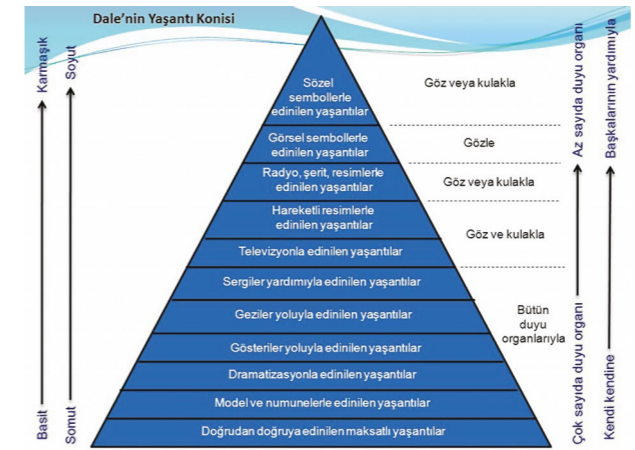 Dale’nin Yaşantı Konisi
Karmaşık
Soyut
Basit
Somut
Sözel
sembollerle
edinilen yaşantılar
Görsel sembollerle
edinilen yaşantılar
Radyo, şerit, resimlerle
edinilen yaşantılar
Hareketli resimlerle
edinilen yaşantılar
Televizyonla edinilen yaşantılar
Sergiler yardımıyla edinilen yaşantılar
Geziler yoluyla edinilen yaşantılar
Gösteriler yoluyla edinilen yaşantılar
Dramatizasyonla edinilen yaşantılar
Model ve numunelerle edinilen yaşantılar
Doğrudan doğruya edinilen maksatlı yaşantılar
Göz veya kulakla
Gözle
Göz veya kulakla
Göz ve kulakla
Bütün
duyu
organlarıyla
Az sayıda duyu organı
Çok sayıda duyu organı
Başkalarının yardımıyla
Kendi kendine